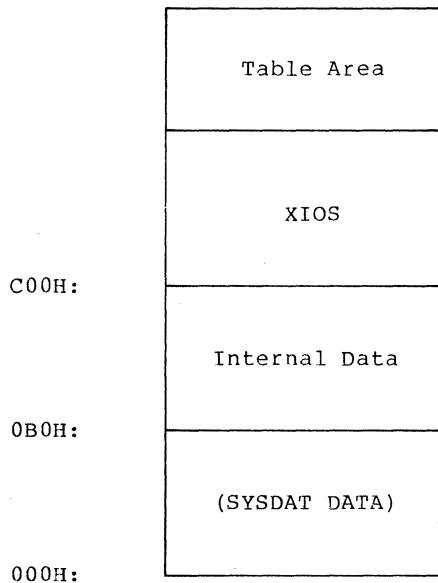 Table Area
XIOS
C00H:
Internal Data
0B0H:
(SYSDAT DATA)
000H: